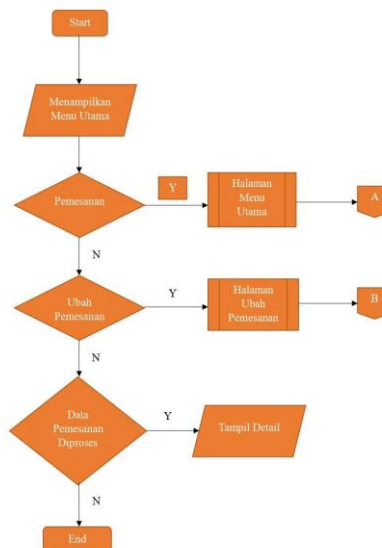 Start
Menampilkan
Menu Utama
Pemesanan
Y
Halaman
Menu
Utama
A
N
Ubah
Pemesanan
Y
Halaman
Ubah
Pemesanan
B
N
Data
Pemesanan
Diproses
Y
Tampil Detail
N
End